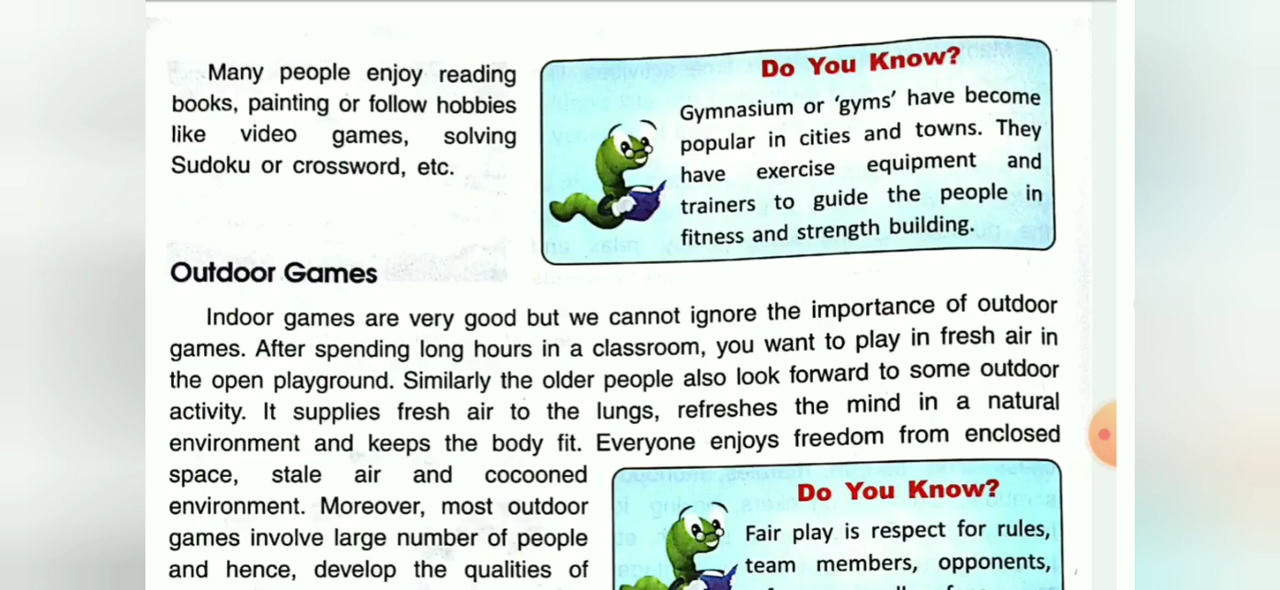 Many people enjoy reading
books, painting or follow hobbies
like video games, solving
Sudoku or crossword, etc.
Do You Know?
Gymnasium or ‘gyms’ have become
popular in cities and towns. They
have exercise equipment and
trainers to guide the people in
fitness and strength building.
Outdoor Games
Indoor games are very good but we cannot ignore the importance of outdoor
games. After spending long hours in a classroom, you want to play in fresh air in
the open playground. Similarly the older people also look forward to some outdoor
activity. It supplies fresh air to the lungs, refreshes the mind in a natural
environment and keeps the body fit. Everyone enjoys freedom from enclosed
space, stale air and cocooned
environment. Moreover, most outdoor
games involve large number of people
and hence, develop the qualities of
Do You Know?
Fair play is respect for rules,
team members, opponents,